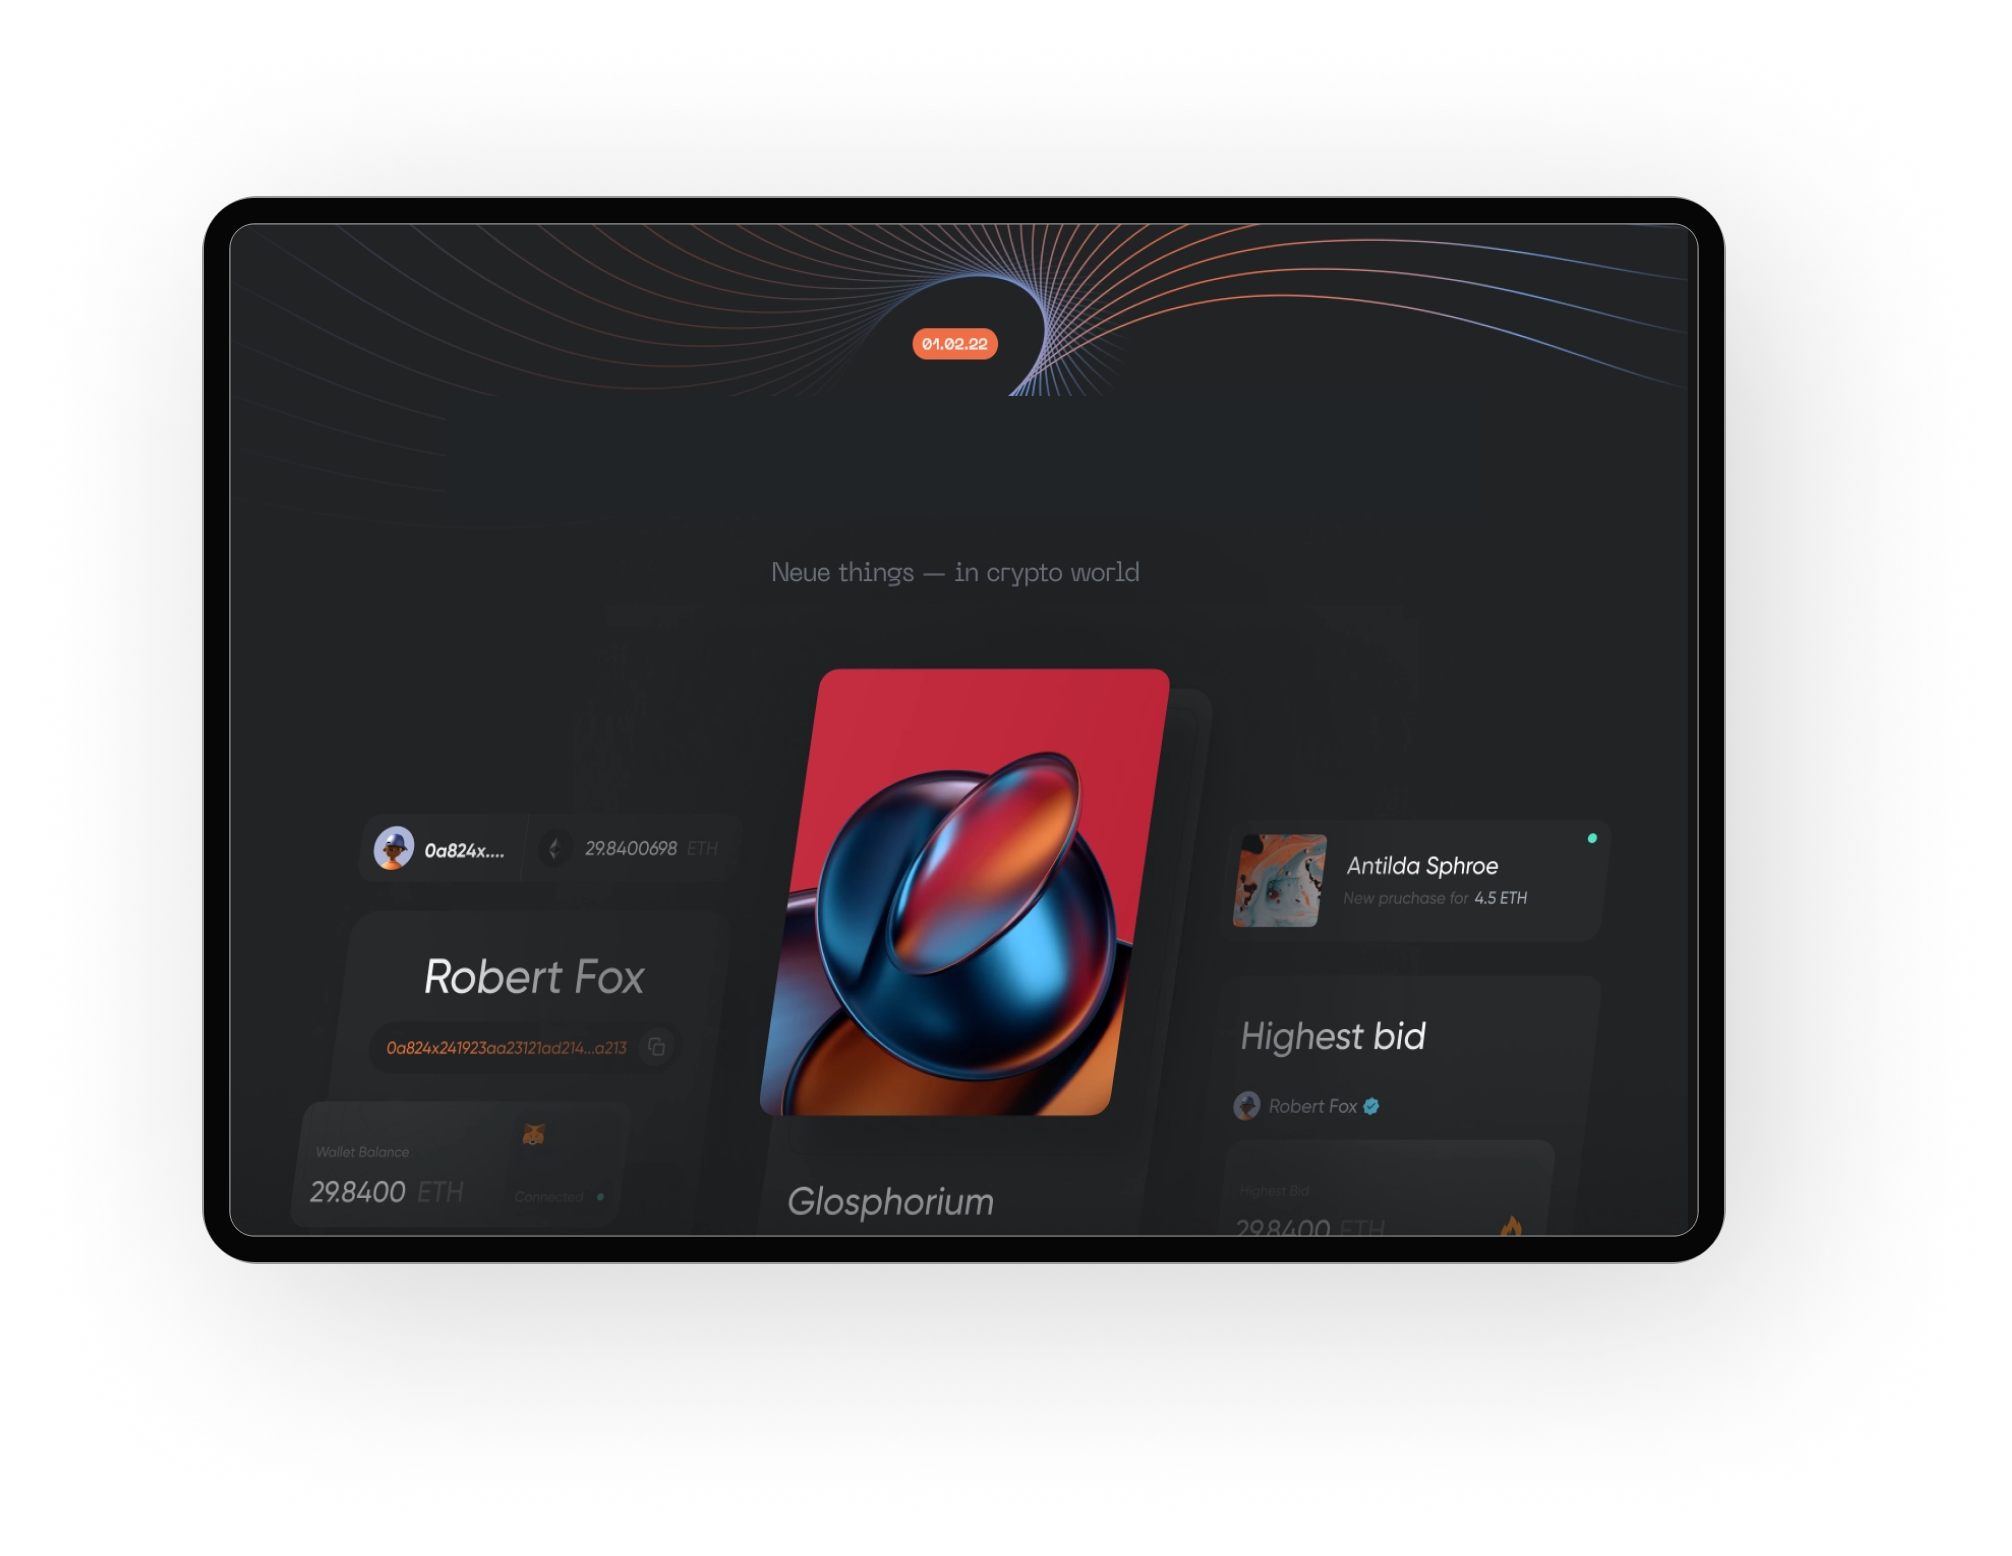 01.02.22
Neue things — in crypto world
0a824x....
29.8400698 ETH
Robert Fox
0a824x241923aa23121ad214...a213
Wallet Balance
29.8400 ETH
Connected
Glosphorium
Antilda Sphroe
New pruchase for 4.5 ETH
Highest bid
Robert Fox
Highest Bid
29.8400 ETH